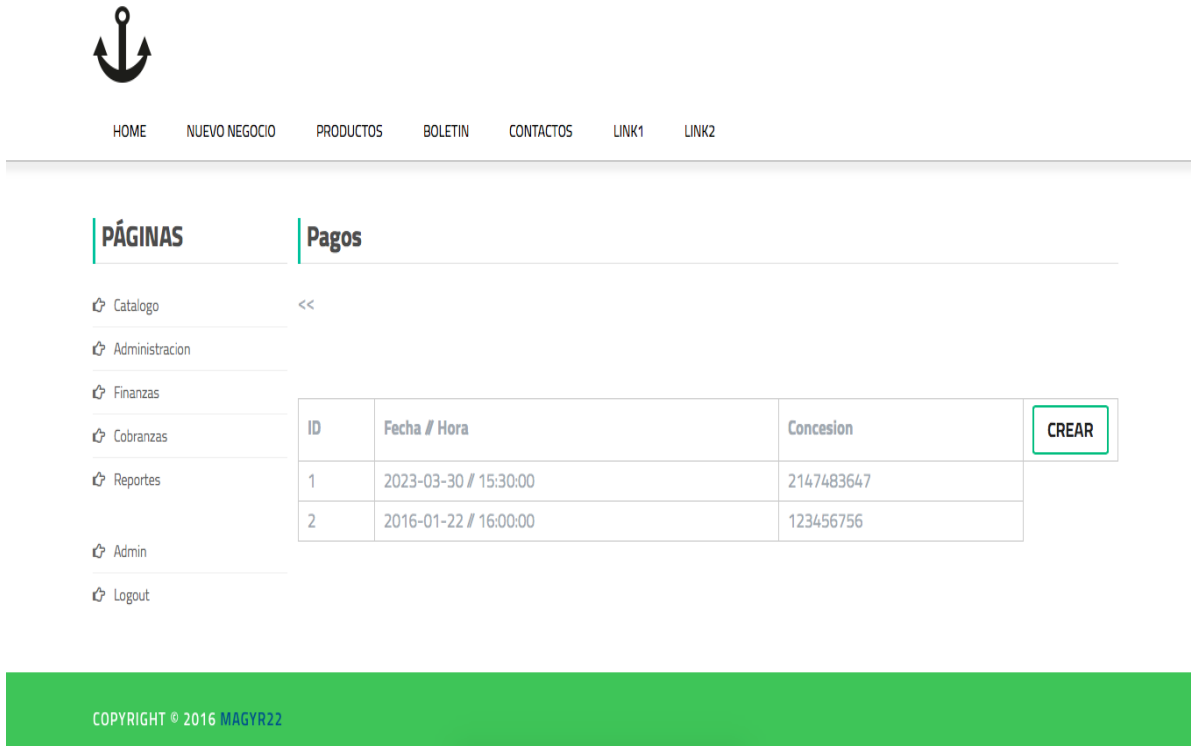 HOME NUEVO NEGOCIO PRODUCTOS BOLETIN CONTACTOS LINK1 LINK2
PÁGINAS
Catalogo
Administracion
Finanzas
Cobranzas
Reportes
Admin
Logout
Pagos
<<
ID Fecha // Hora Concesion CREAR
1 2023-03-30 // 15:30:00 2147483647
2 2016-01-22 // 16:00:00 123456756
COPYRIGHT © 2016 MAGYR22